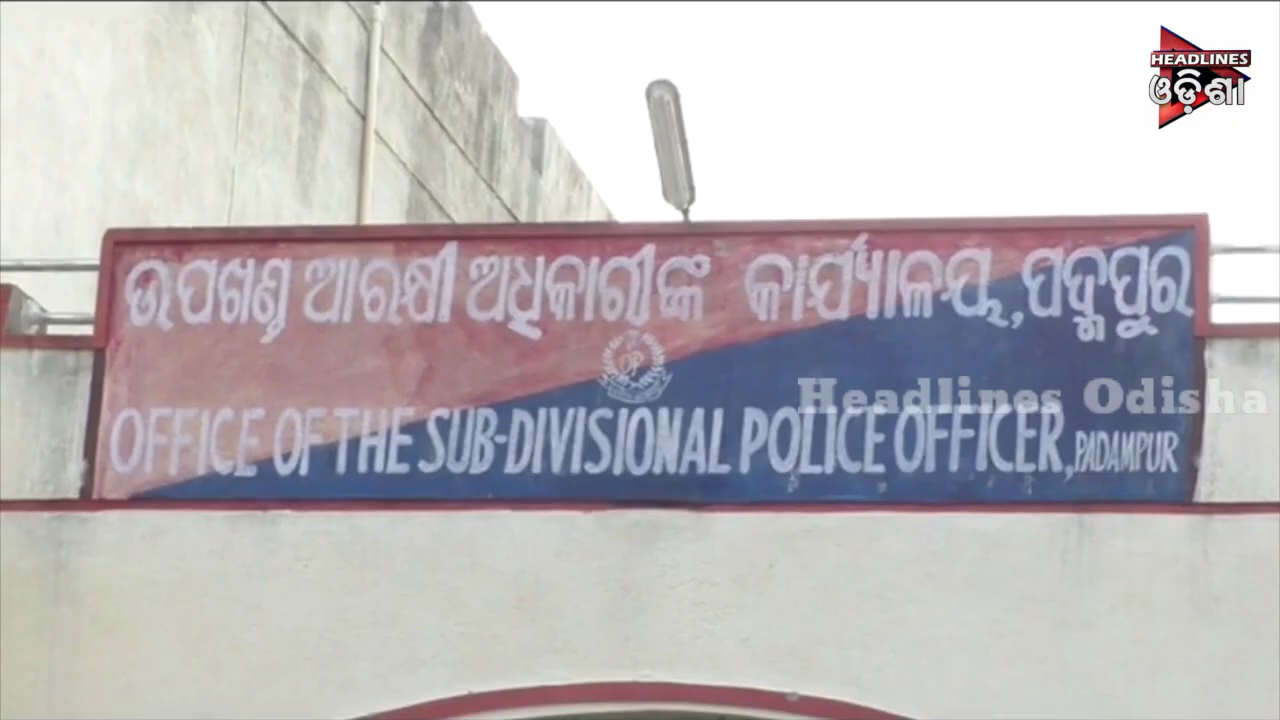 HEADLINES
ଓଡ଼ିଶା
ଉପଖଣ୍ଡ ଆରକ୍ଷୀ ଅଧିକାରୀଙ୍କ କାର୍ଯ୍ୟାଳୟ, ପଦ୍ମପୁର
Headlines Odisha
OFFICE OF THE SUB-DIVISIONAL POLICE OFFICER, PADAMPUR